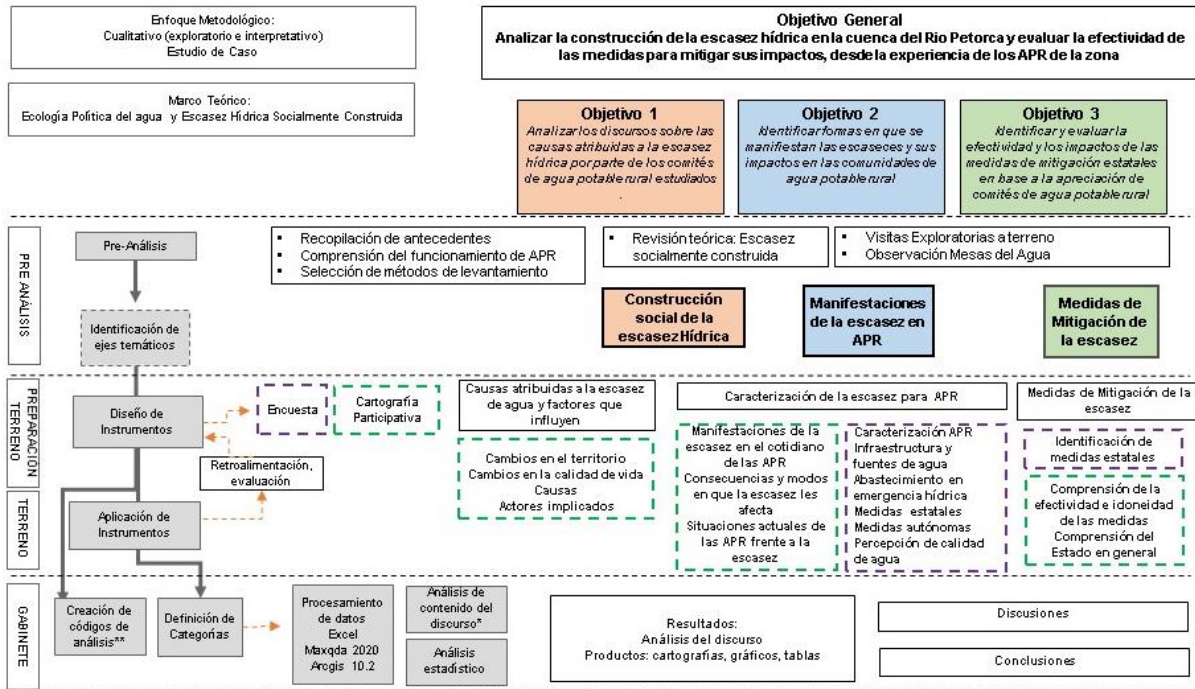 Enfoque Metodológico:
Cualitativo (exploratorio e interpretativo)
Estudio de Caso
Marco Teórico:
Ecología Política del agua y Escasez Hídrica Socialmente Construida
Objetivo General
Analizar la construcción de la escasez hídrica en la cuenca del Rio Petorca y evaluar la efectividad de
las medidas para mitigar sus impactos, desde la experiencia de los APR de la zona
Objetivo 1
Analizar los discursos sobre las
causas atribuidas a la escasez
hídrica por parte de los comités
de agua potable rural estudiados
.
Objetivo 2
Identificar formas en que se
manifiestan las escaseces y sus
impactos en las comunidades de
agua potable rural
Objetivo 3
Identificar y evaluar la
efectividad y los impactos de las
medidas de mitigación estatales
en base a la apreciación de
comités de agua potable rural
PRE ANÁLISIS
Pre-Análisis
Identificación de
ejes temáticos
▪ Recopilación de antecedentes
▪ Comprensión del funcionamiento de APR
▪ Selección de métodos de levantamiento
▪ Revisión teórica: Escasez
socialmente construida
▪ Visitas Exploratorias a terreno
▪ Observación Mesas del Agua
Construcción
social de la
escasez Hídrica
Manifestaciones
de la escasez en
APR
Medidas de
Mitigación de
la escasez
PREPARACIÓN
TERRENO
Diseño de
Instrumentos
Encuesta
Cartografía
Participativa
Retroalimentación,
evaluación
Causas atribuidas a la escasez
de agua y factores que
influyen
Caracterización de la escasez para APR
Medidas de Mitigación de la
escasez
Cambios en el territorio
Cambios en la calidad de vida
Causas
Actores implicados
Manifestaciones de la
escasez en el cotidiano
de las APR
Consecuencias y modos
en que la escasez les
afecta
Situaciones actuales de
las APR frente a la
escasez
Caracterización APR
Infraestructura y
fuentes de agua
Abastecimiento en
emergencia hídrica
Medidas estatales
Medidas autónomas
Percepción de calidad
de agua
Identificación de
medidas estatales
Comprensión de la
efectividad e idoneidad
de las medidas
Comprensión del
Estado en general
TERRENO
Aplicación de
Instrumentos
GABINETE
Creación de
códigos de
análisis**
Definición de
Categorías
Procesamiento
de datos
Excel
Maxqda 2020
Arcgis 10.2
Análisis de
contenido del
discurso*
Análisis
estadístico
Resultados:
Análisis del discurso
Productos: cartografías, gráficos, tablas
Discusiones
Conclusiones